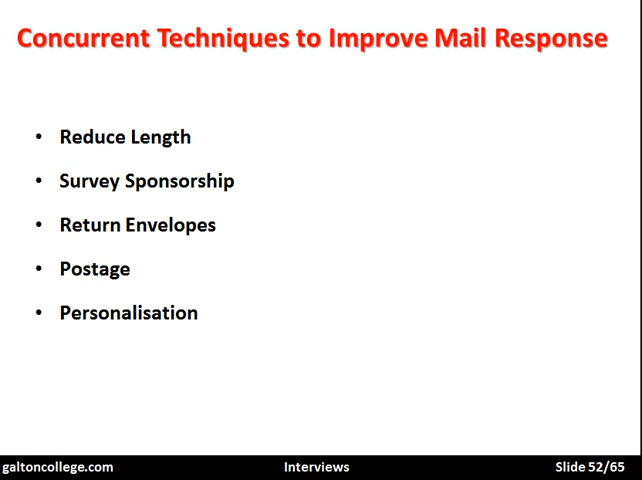 Concurrent Techniques to Improve Mail Response
• Reduce Length
• Survey Sponsorship
• Return Envelopes
• Postage
• Personalisation
galtoncollege.com Interviews Slide 52/65